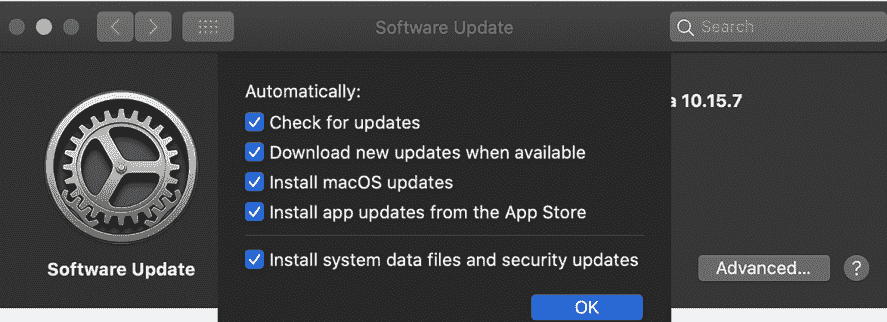 Software Update
Search
Automatically:
Check for updates
Download new updates when available
Install macOS updates
Install app updates from the App Store
Install system data files and security updates
OK
a 10.15.7
Software Update
Advanced...
?